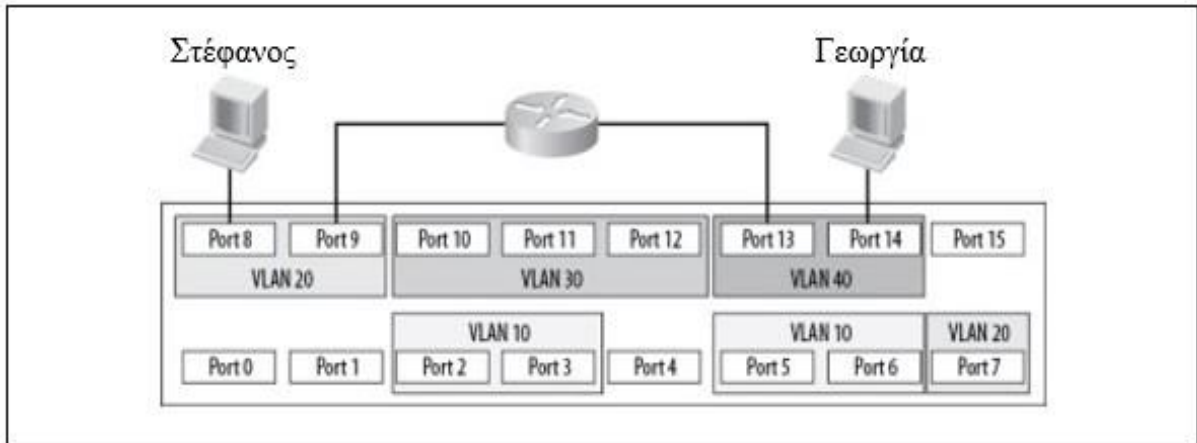 Στέφανος Γεωργία
Port 8 Port 9 Port 10 Port 11 Port 12 Port 13 Port 14 Port 15
VLAN 20 VLAN 30 VLAN 40
VLAN 10 VLAN 10 VLAN 20
Port 0 Port 1 Port 2 Port 3 Port 4 Port 5 Port 6 Port 7